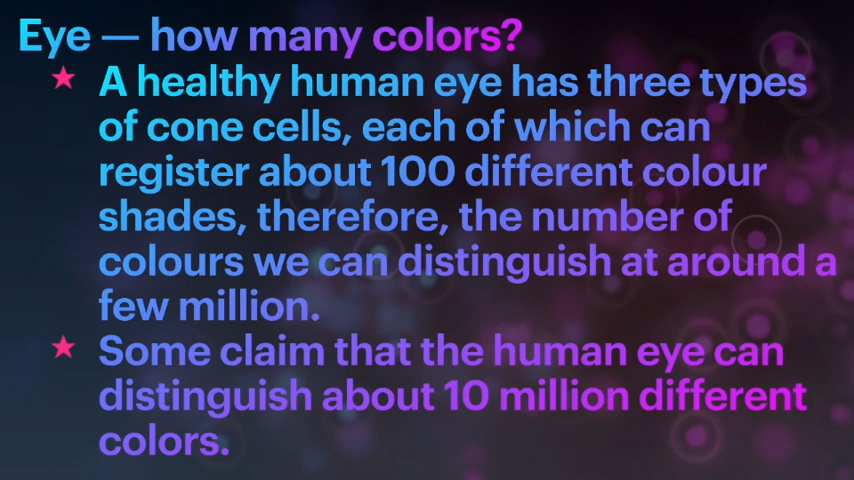 Eye — how many colors?
★ A healthy human eye has three types
of cone cells, each of which can
register about 100 different colour
shades, therefore, the number of
colours we can distinguish at around a
few million.
★ Some claim that the human eye can
distinguish about 10 million different
colors.